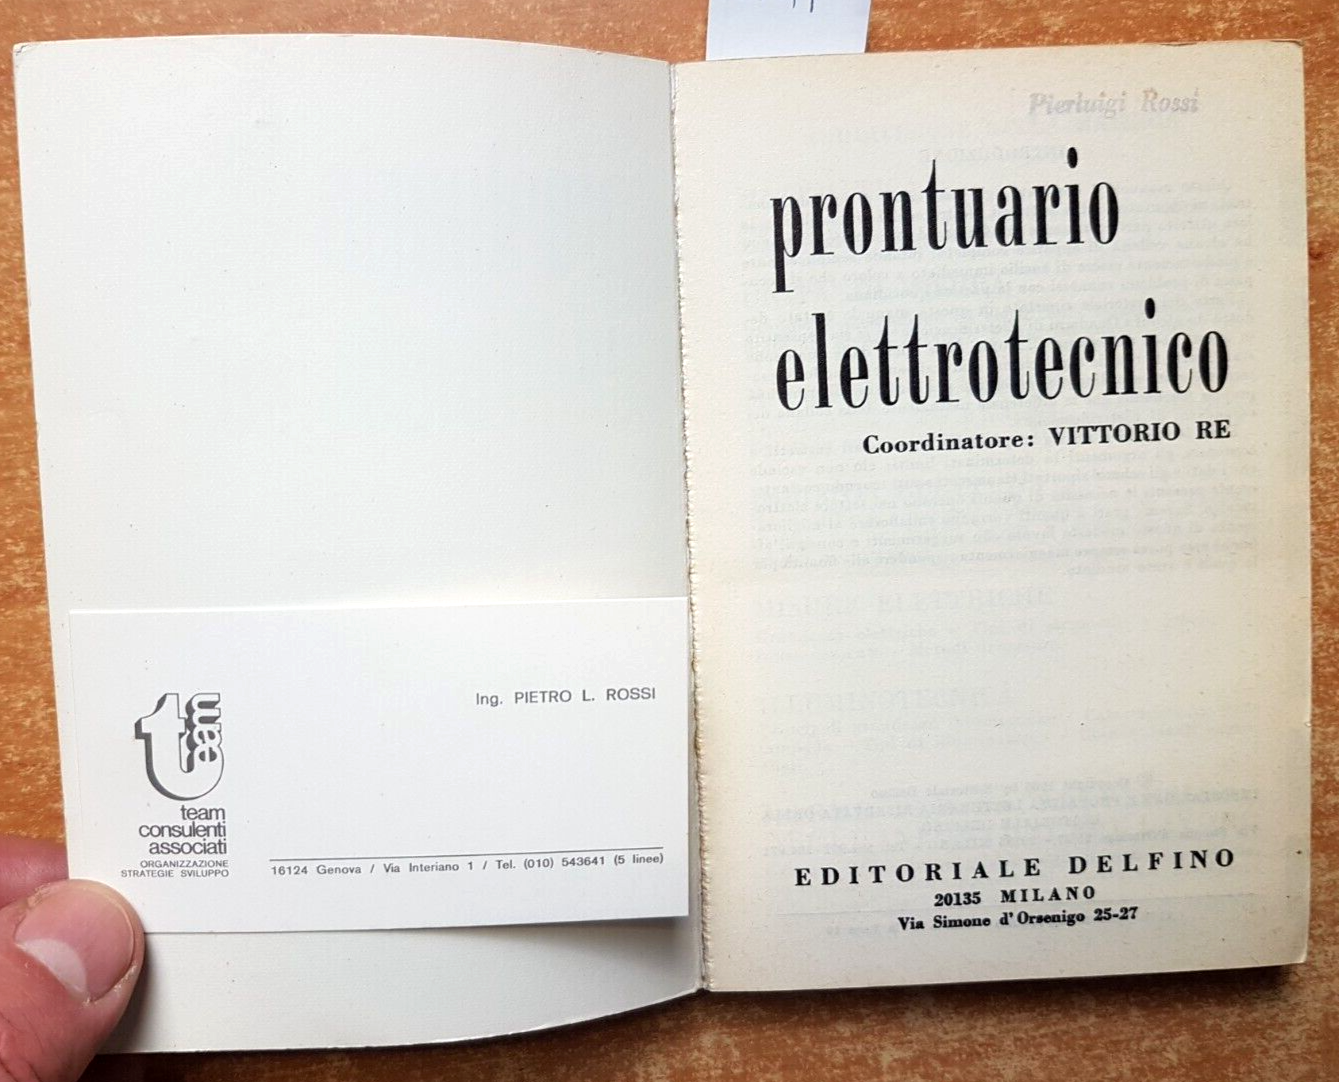 team
team
consulenti
associati
ORGANIZZAZIONE
STRATEGIE SVILUPPO
Ing. PIETRO L. ROSSI
16124 Genova / Via Interiano 1 / Tel. (010) 543641 (5 linee)
Pierluigi Rossi
prontuario
elettrotecnico
Coordinatore: VITTORIO RE
EDITORIALE DELFINO
20135 MILANO
Via Simone d'Orsenigo 25-27